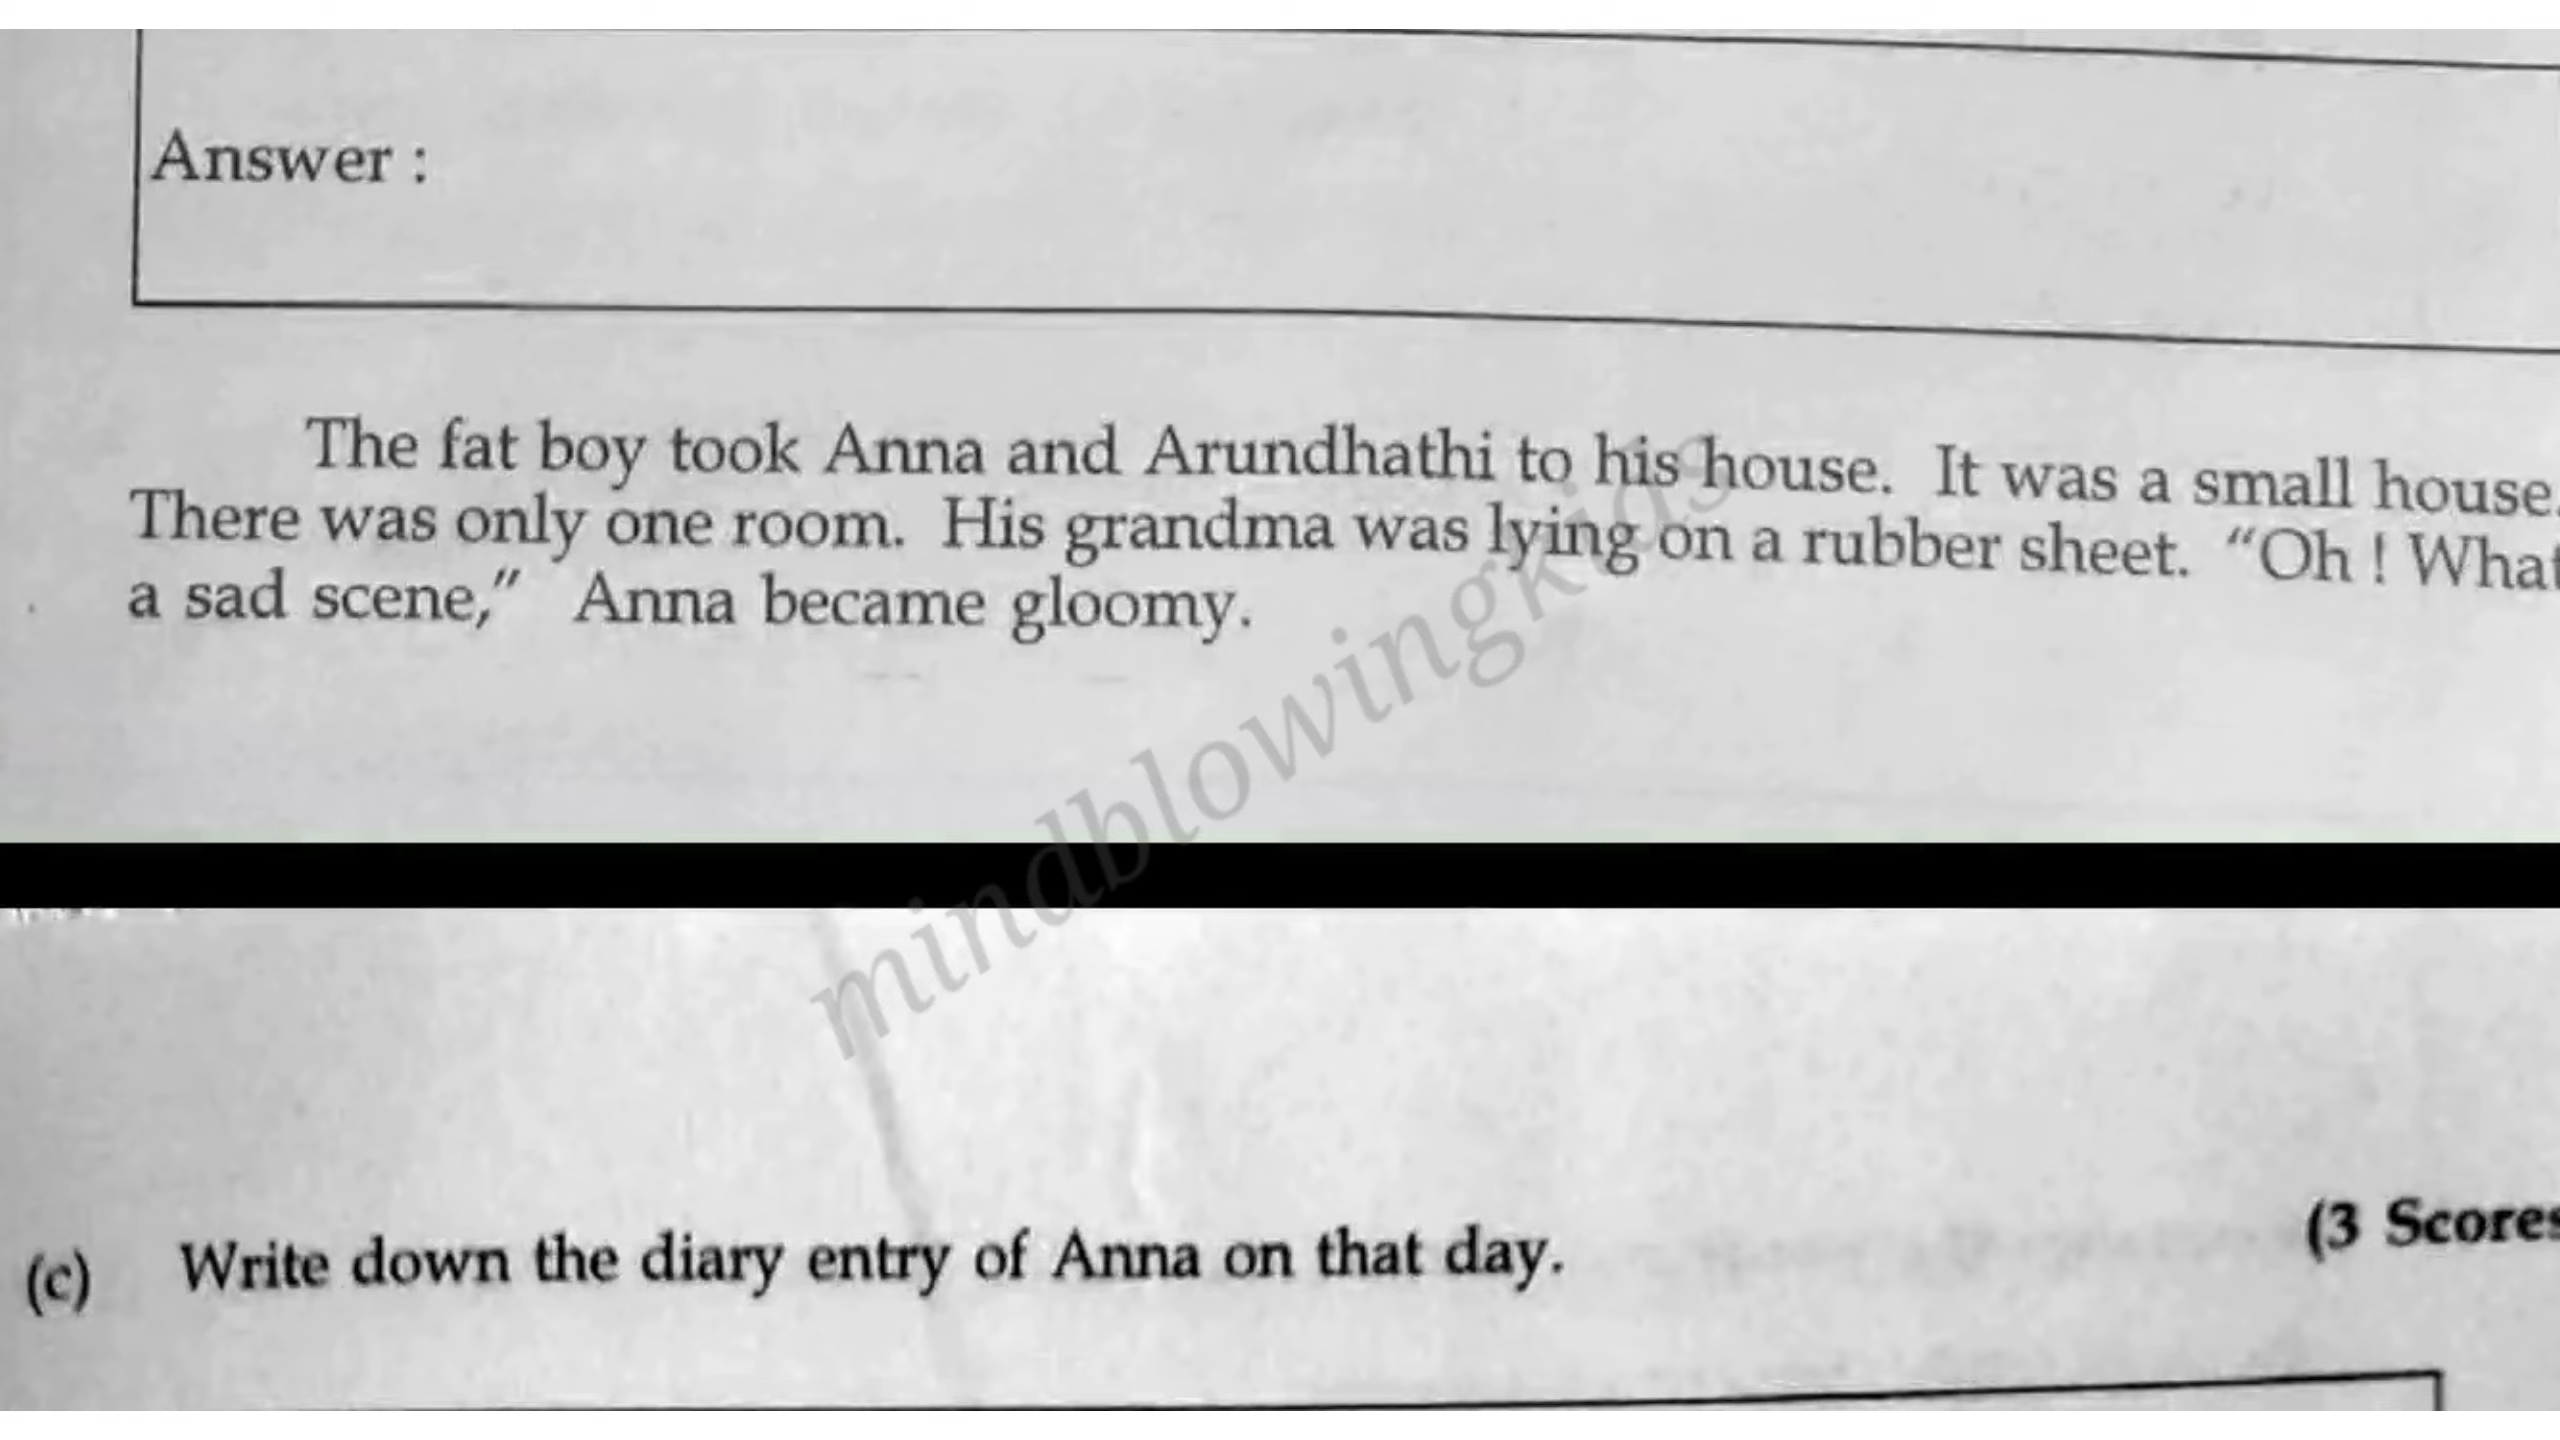 Answer :
The fat boy took Anna and Arundhathi to his house. It was a small house.
There was only one room. His grandma was lying on a rubber sheet. "Oh ! What
a sad scene," Anna became gloomy.
mindblowingkids
(3 Scores
(c) Write down the diary entry of Anna on that day.